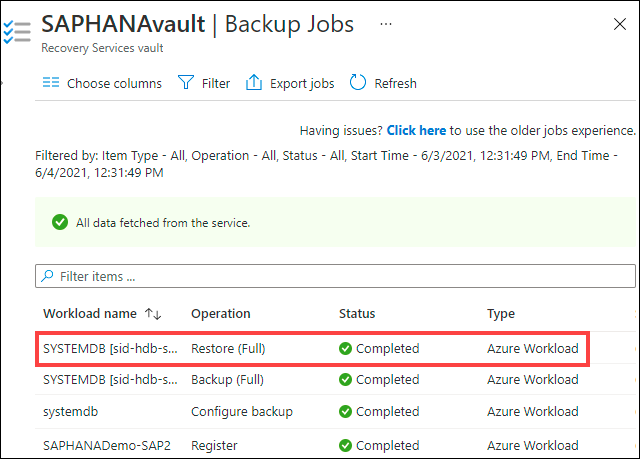 SAPHANAvault | Backup Jobs ...
Recovery Services vault
Choose columns Filter Export jobs Refresh
Having issues? Click here to use the older jobs experience.
Filtered by: Item Type - All, Operation - All, Status - All, Start Time - 6/3/2021, 12:31:49 PM, End Time -
6/4/2021, 12:31:49 PM
All data fetched from the service.
Filter items ...
Workload name Operation Status Type
SYSTEMDB [sid-hdb-s... Restore (Full) Completed Azure Workload
SYSTEMDB [sid-hdb-s... Backup (Full) Completed Azure Workload
systemdb Configure backup Completed Azure Workload
SAPHANADemo-SAP2 Register Completed Azure Workload